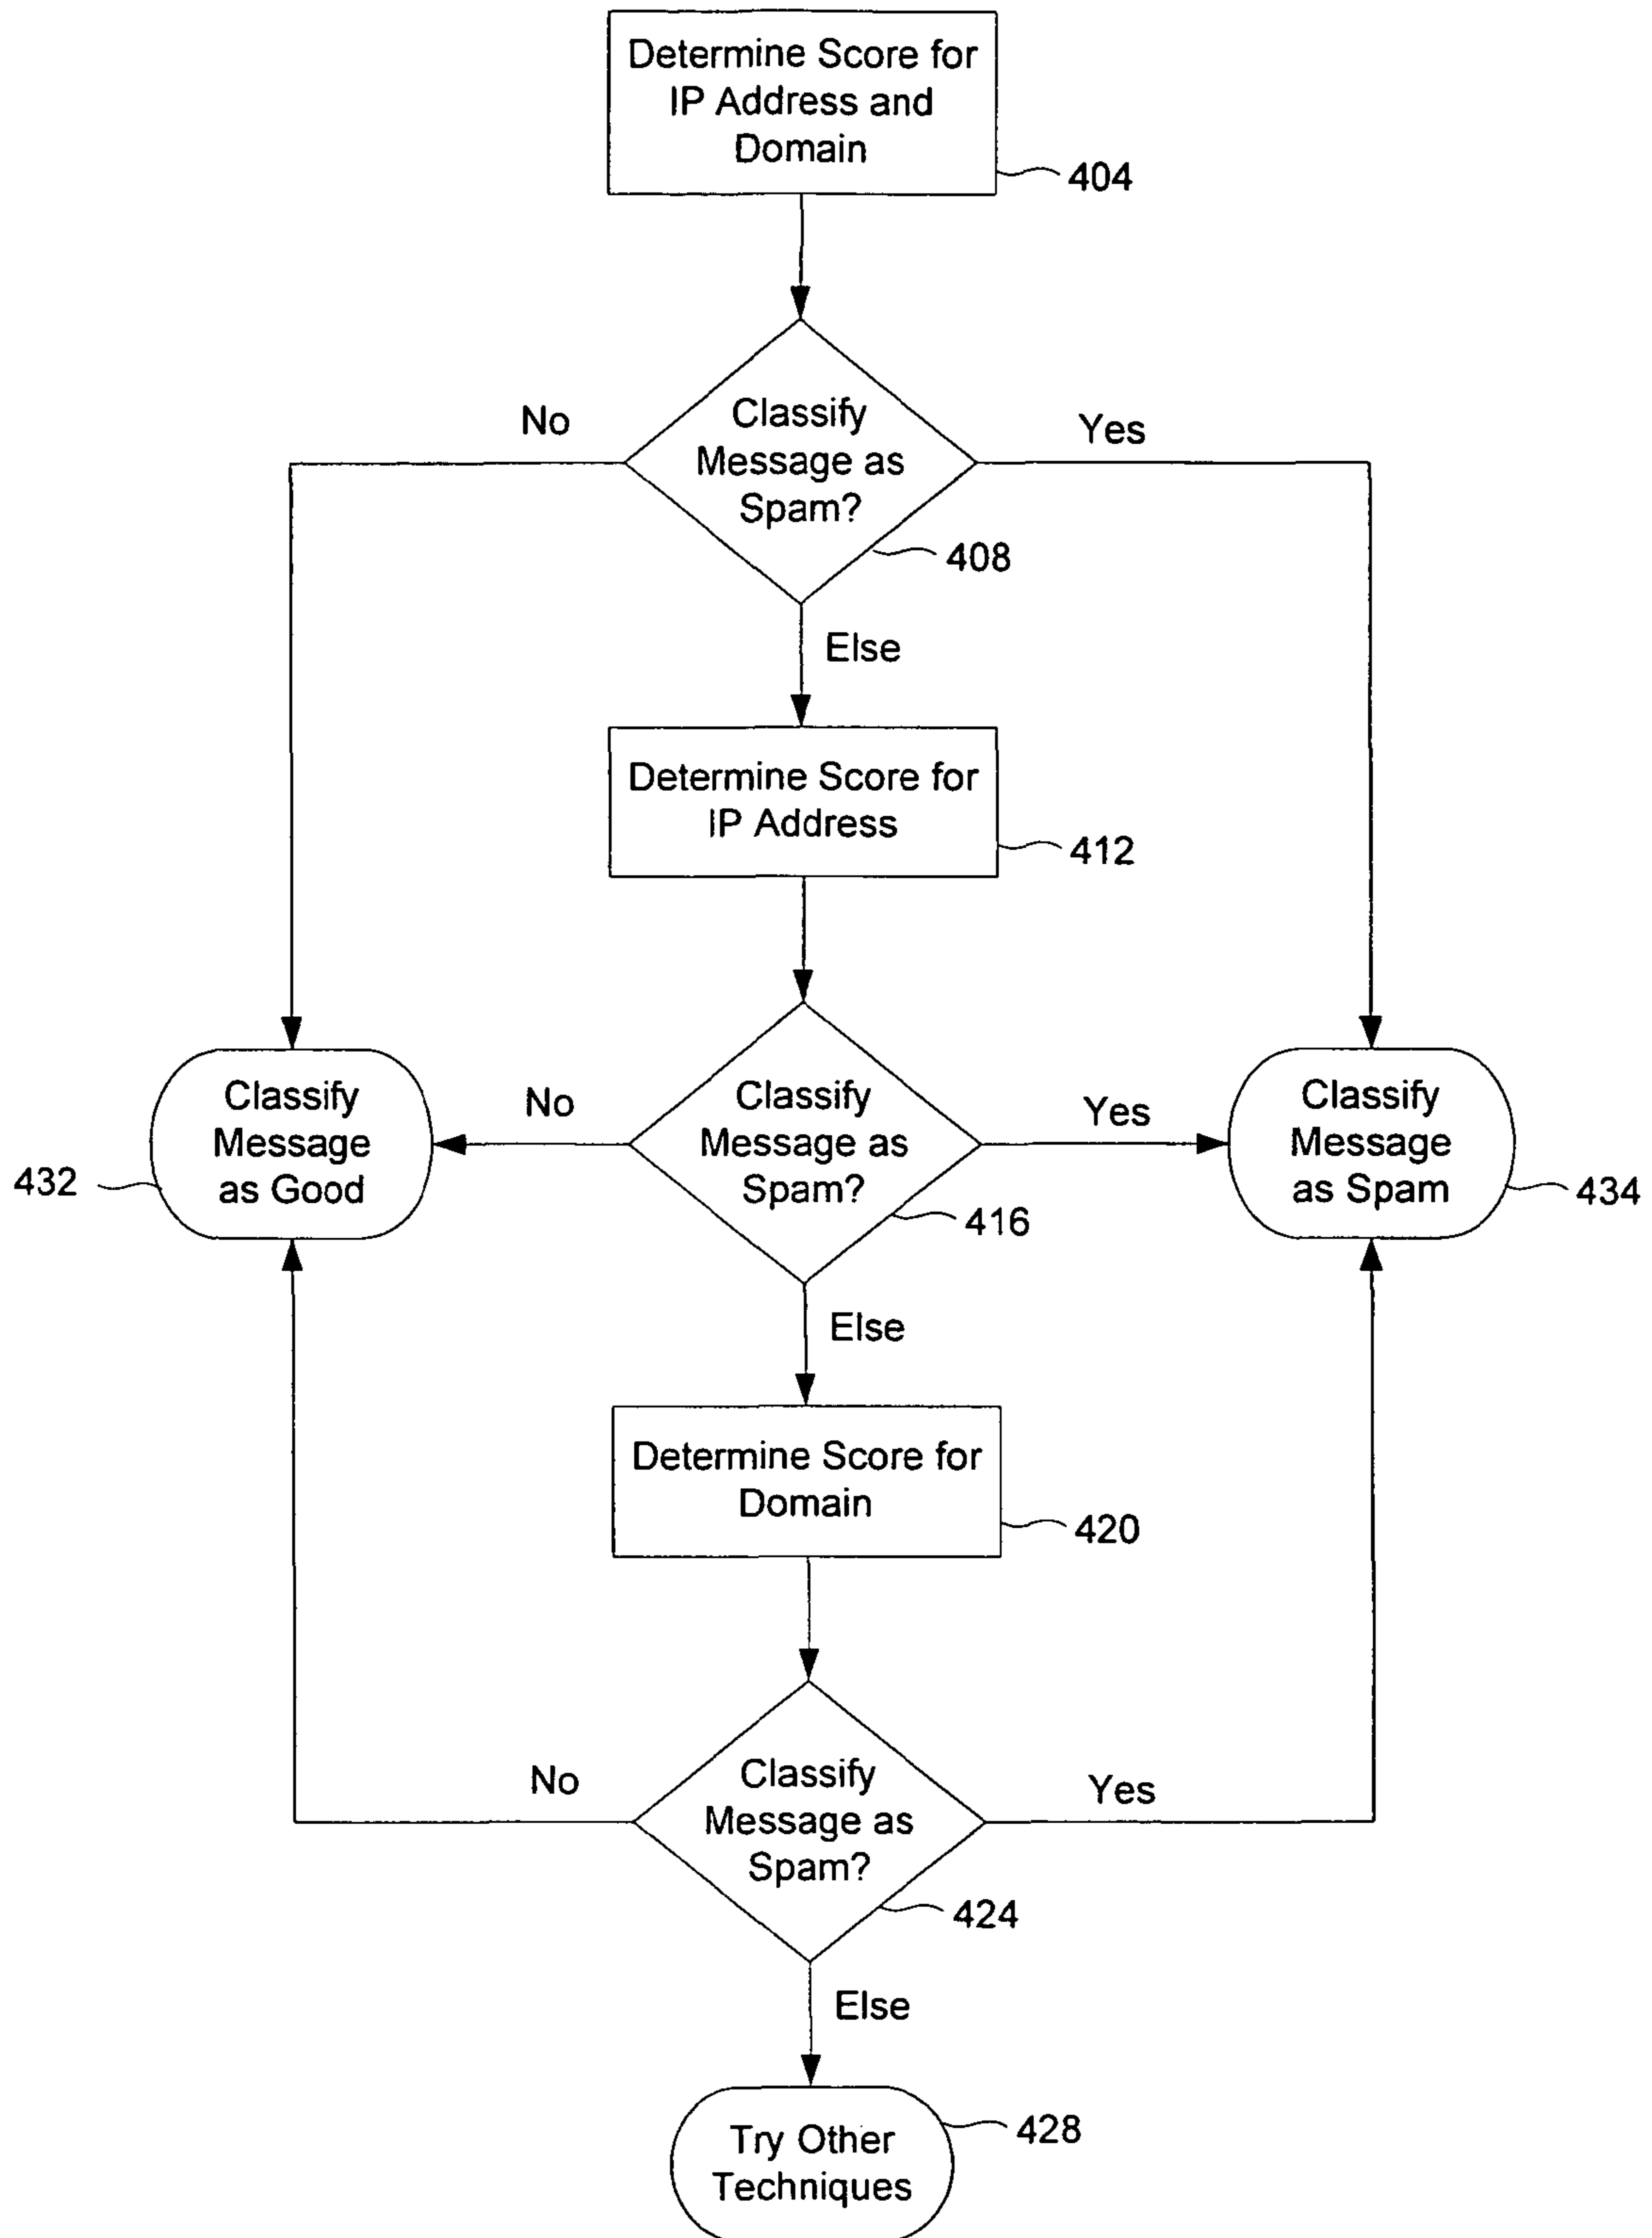 Determine Score for
IP Address and
Domain
404
No
Yes
Classify
Message as
Spam?
408
Else
Determine Score for
IP Address
412
Classify
Message
as Good
432
No
Classify
Message as
Spam?
416
Yes
Classify
Message
as Spam
434
Else
Determine Score for
Domain
420
No
Classify
Message as
Spam?
424
Yes
Else
Try Other
Techniques
428